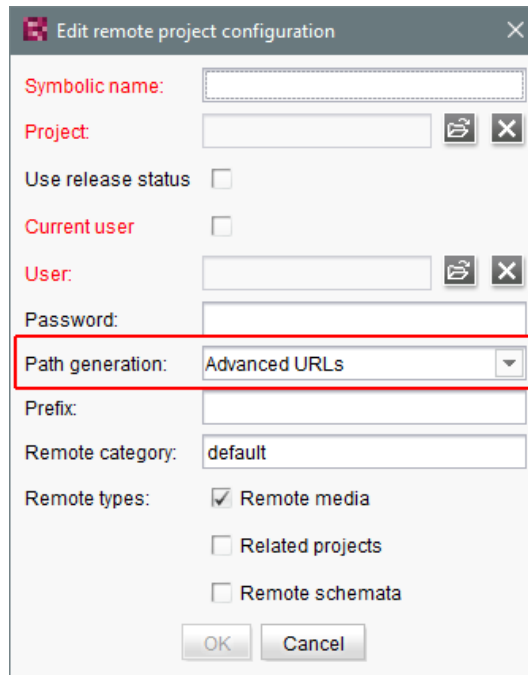 Edit remote project configuration
Symbolic name:
Project:
Use release status
Current user
User:
Password:
Path generation: Advanced URLs
Prefix:
Remote category: default
Remote types: Remote media
Related projects
Remote schemata
OK Cancel